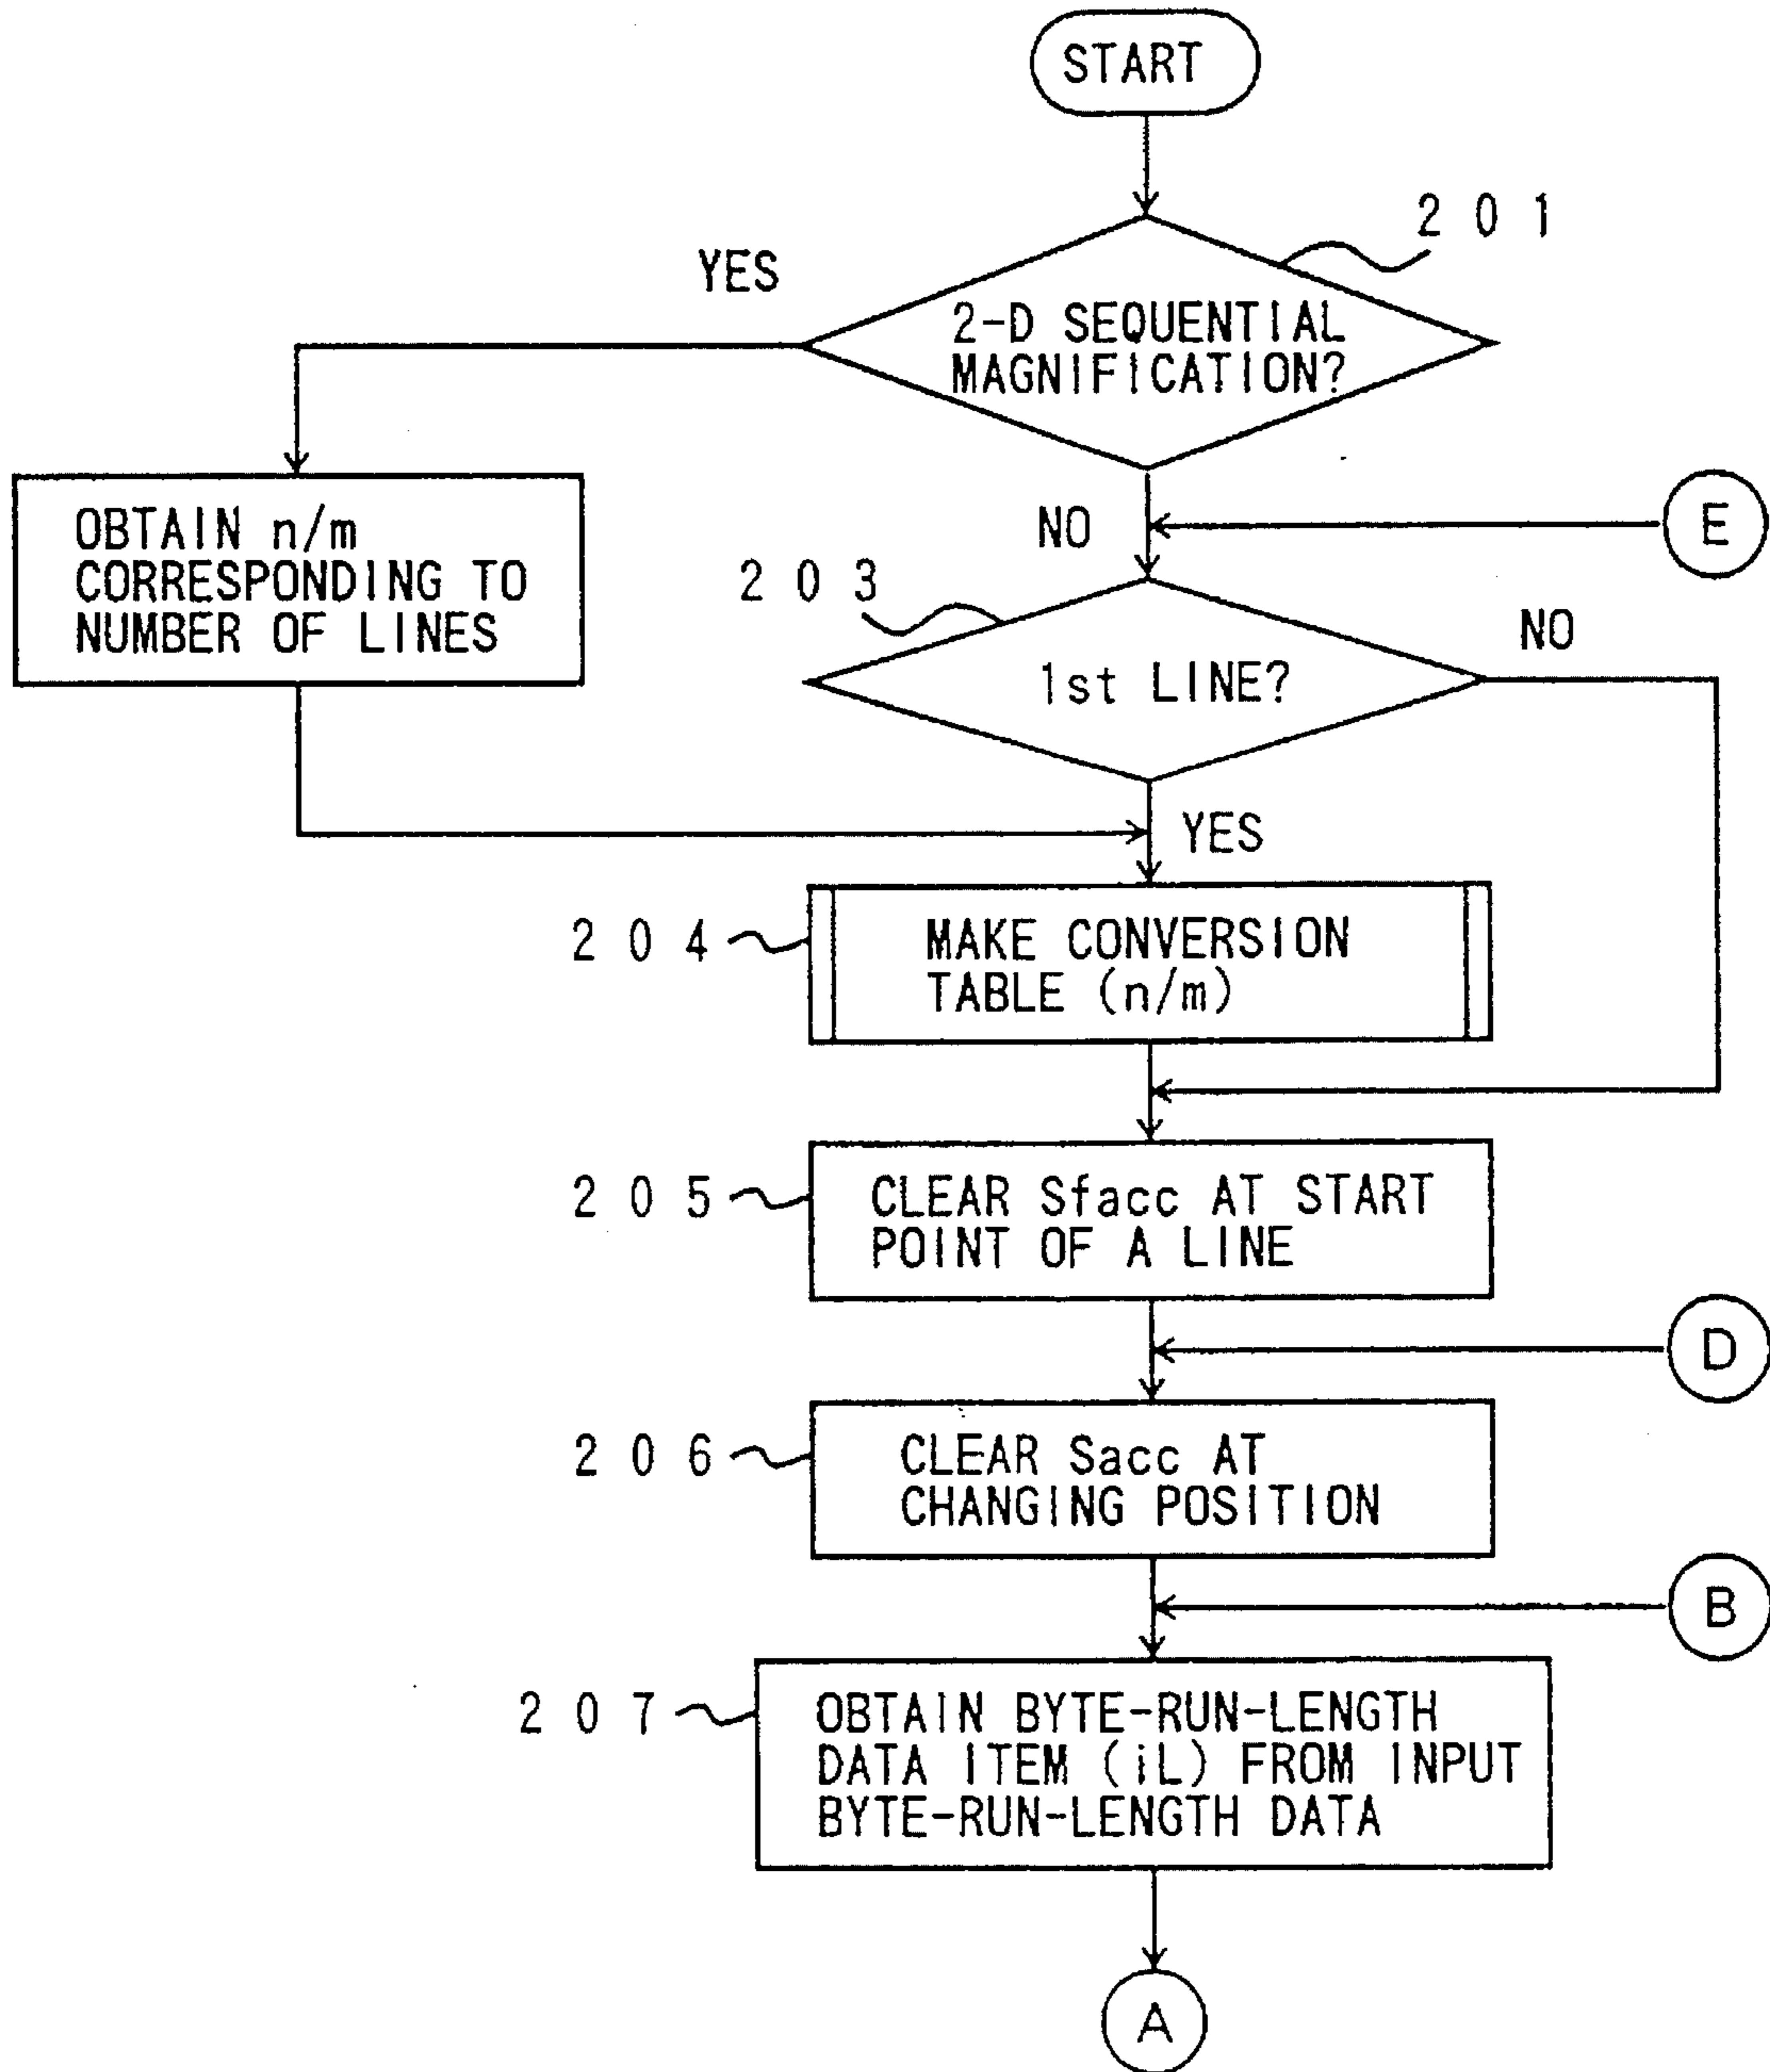 START
2 0 1
YES
2-D SEQUENTIAL
MAGNIFICATION?
OBTAIN n/m
CORRESPONDING TO
NUMBER OF LINES
NO
E
2 0 3
NO
1st LINE?
YES
2 0 4
MAKE CONVERSION
TABLE (n/m)
2 0 5
CLEAR Sfacc AT START
POINT OF A LINE
D
2 0 6
CLEAR Sacc AT
CHANGING POSITION
B
2 0 7
OBTAIN BYTE-RUN-LENGTH
DATA ITEM (iL) FROM INPUT
BYTE-RUN-LENGTH DATA
A